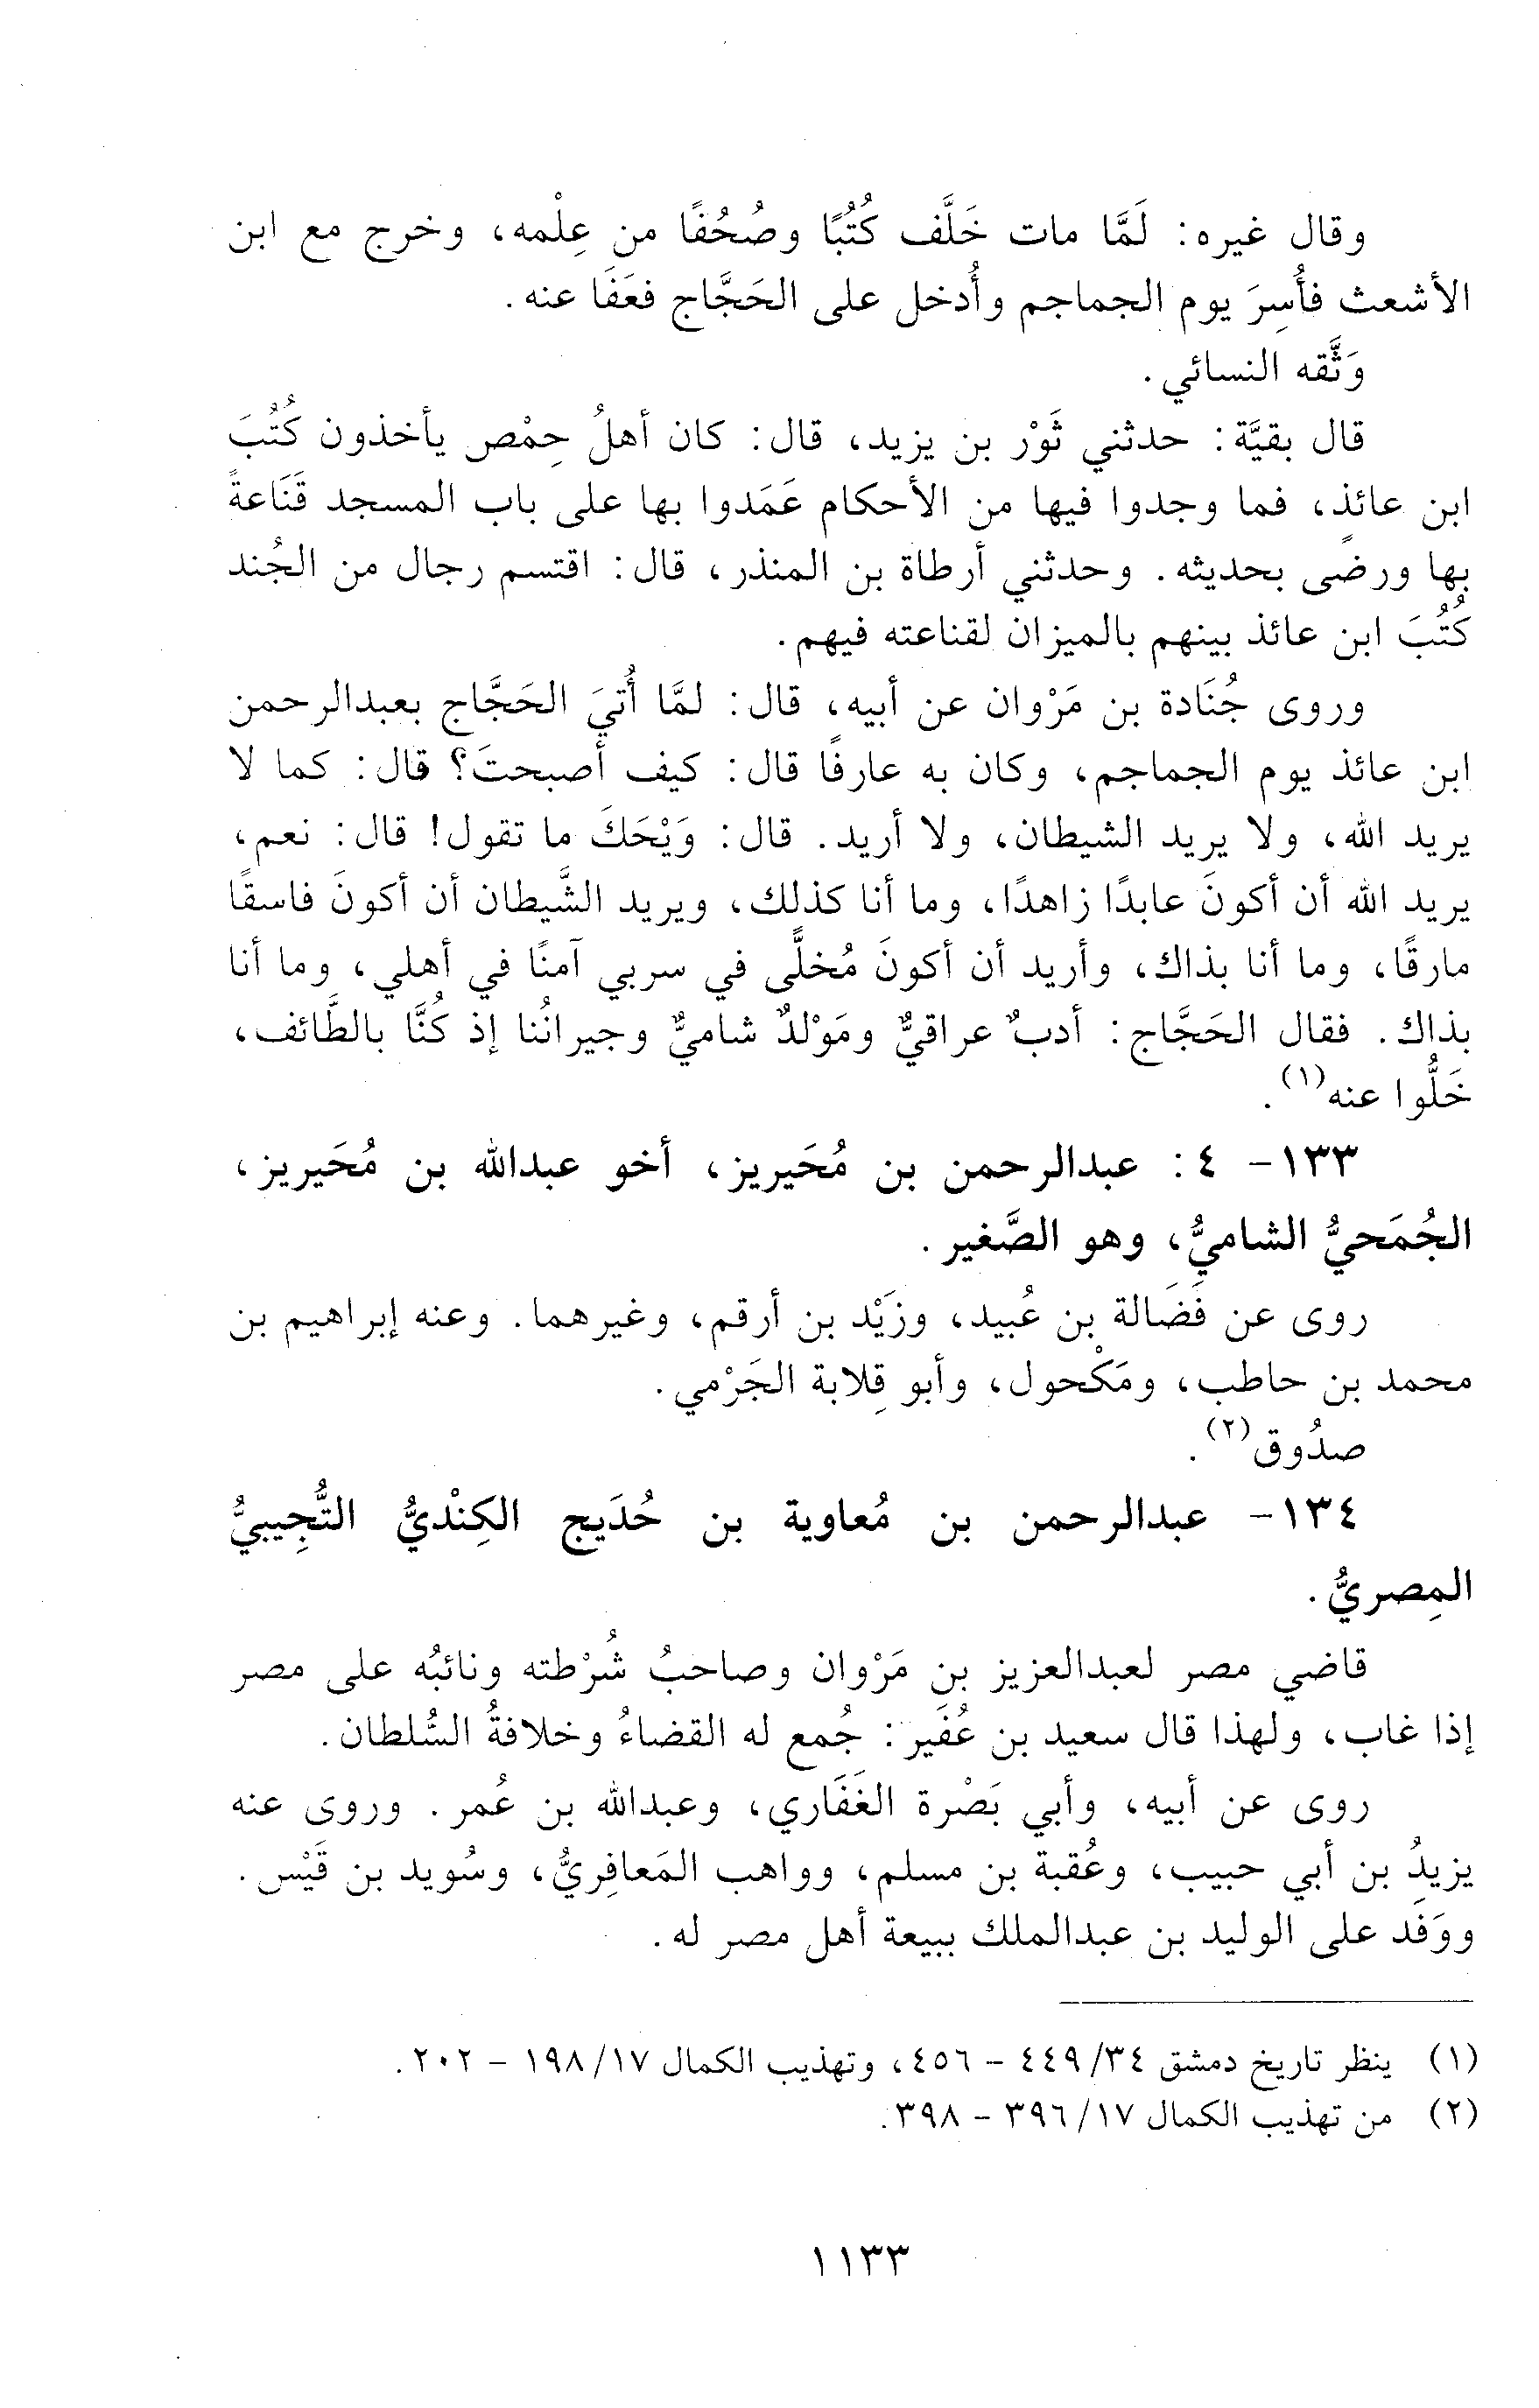 وقال غيره: لَمَّا مات خَلَّف كُتُبًا وصُحُفًا من عِلْمه، وخرج مع ابن
الأشعث فأُسِرَ يوم الجماجم وأُدخل على الحَجَّاج فعَفَا عنه.
وَثَّقه النسائي.
قال بقيَّة: حدثني ثَوْر بن يزيد، قال: كان أهلُ حِمْص يأخذون كُتُبَ
ابن عائذٍ، فما وجدوا فيها من الأحكام عَمَدوا بها على باب المسجد قَنَاعةً
بها ورضًى بحديثه. وحدثني أرطاة بن المنذر، قال: اقتسم رجال من الجُند
كُتُبَ ابن عائذ بينهم بالميزان لقناعته فيهم.
وروى جُنَادة بن مَرْوان عن أبيه، قال: لمَّا أُتيَ الحَجَّاج بعبدالرحمن
ابن عائذ يوم الجماجم، وكان به عارفًا قال: كيف أصبحتَ؟ قال: كما لا
يريد الله، ولا يريد الشيطان، ولا أريد. قال: وَيْحَكَ ما تقول! قال: نعم،
يريد الله أن أكونَ عابدًا زاهدًا، وما أنا كذلك، ويريد الشَّيطان أن أكونَ فاسقًا
مارقًا، وما أنا بذاك، وأريد أن أكونَ مُخلًّى في سربي آمنًا في أهلي، وما أنا
بذاك. فقال الحَجَّاج: أدبٌ عراقيٌّ ومَوْلدٌ شاميٌّ وجيرانُنا إذ كُنَّا بالطَّائف،
خَلُّوا عنه(١).
١٣٣- ٤: عبدالرحمن بن مُحَيريز، أخو عبدالله بن مُحَيريز،
الجُمَحيُّ الشاميُّ، وهو الصَّغير.
روى عن فَضَالة بن عُبيد، وزَيْد بن أرقم، وغيرهما. وعنه إبراهيم بن
محمد بن حاطب، ومَكْحول، وأبو قِلابة الجَرْمي.
صدُوق(٢).
١٣٤- عبدالرحمن بن مُعاوية بن حُدَيج الكِنْديُّ التُّجِيبيُّ
المِصريُّ.
قاضي مصر لعبدالعزيز بن مَرْوان وصاحبُ شُرْطته ونائبُه على مصر
إذا غاب، ولهذا قال سعيد بن عُفَير: جُمع له القضاءُ وخلافةُ السُّلطان.
روى عن أبيه، وأبي بَصْرة الغَفَاري، وعبدالله بن عُمر. وروى عنه
يزيدُ بن أبي حبيب، وعُقبة بن مسلم، وواهب المَعافِريُّ، وسُويد بن قَيْس.
ووَفَد على الوليد بن عبدالملك ببيعة أهل مصر له.
(١) ينظر تاريخ دمشق ٣٤/ ٤٤٩ - ٤٥٦، وتهذيب الكمال ١٧/ ١٩٨ - ٢٠٢.
(٢) من تهذيب الكمال ١٧/ ٣٩٦ - ٣٩٨.
١١٣٣